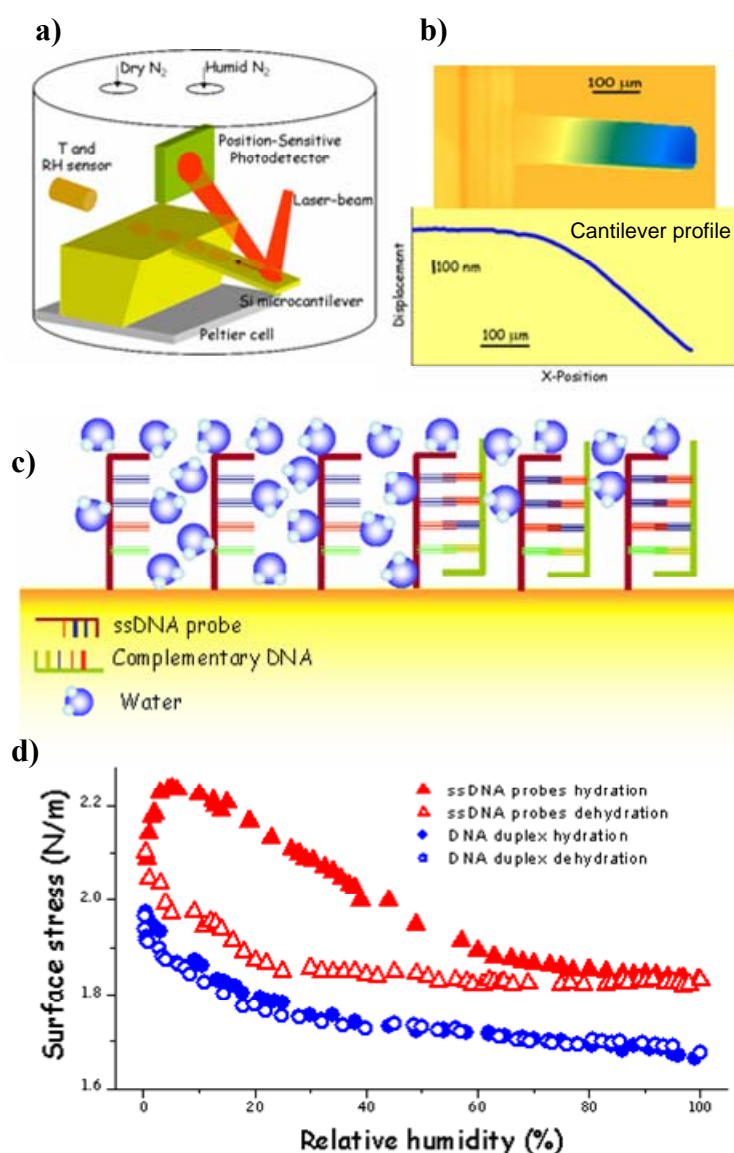 a)
Dry N₂
Humid N₂
T and
RH sensor
Position-Sensitive
Photodetector
Laser-beam
Si microcantilever
Peltier cell
b)
100 µm
Cantilever profile
Displacement
100 nm
100 µm
X-Position
c)
ssDNA probe
Complementary DNA
Water
d)
Surface stress (N/m)
2.2
2.0
1.8
1.6
ssDNA probes hydration
ssDNA probes dehydration
DNA duplex hydration
DNA duplex dehydration
0
20
40
60
80
100
Relative humidity (%)